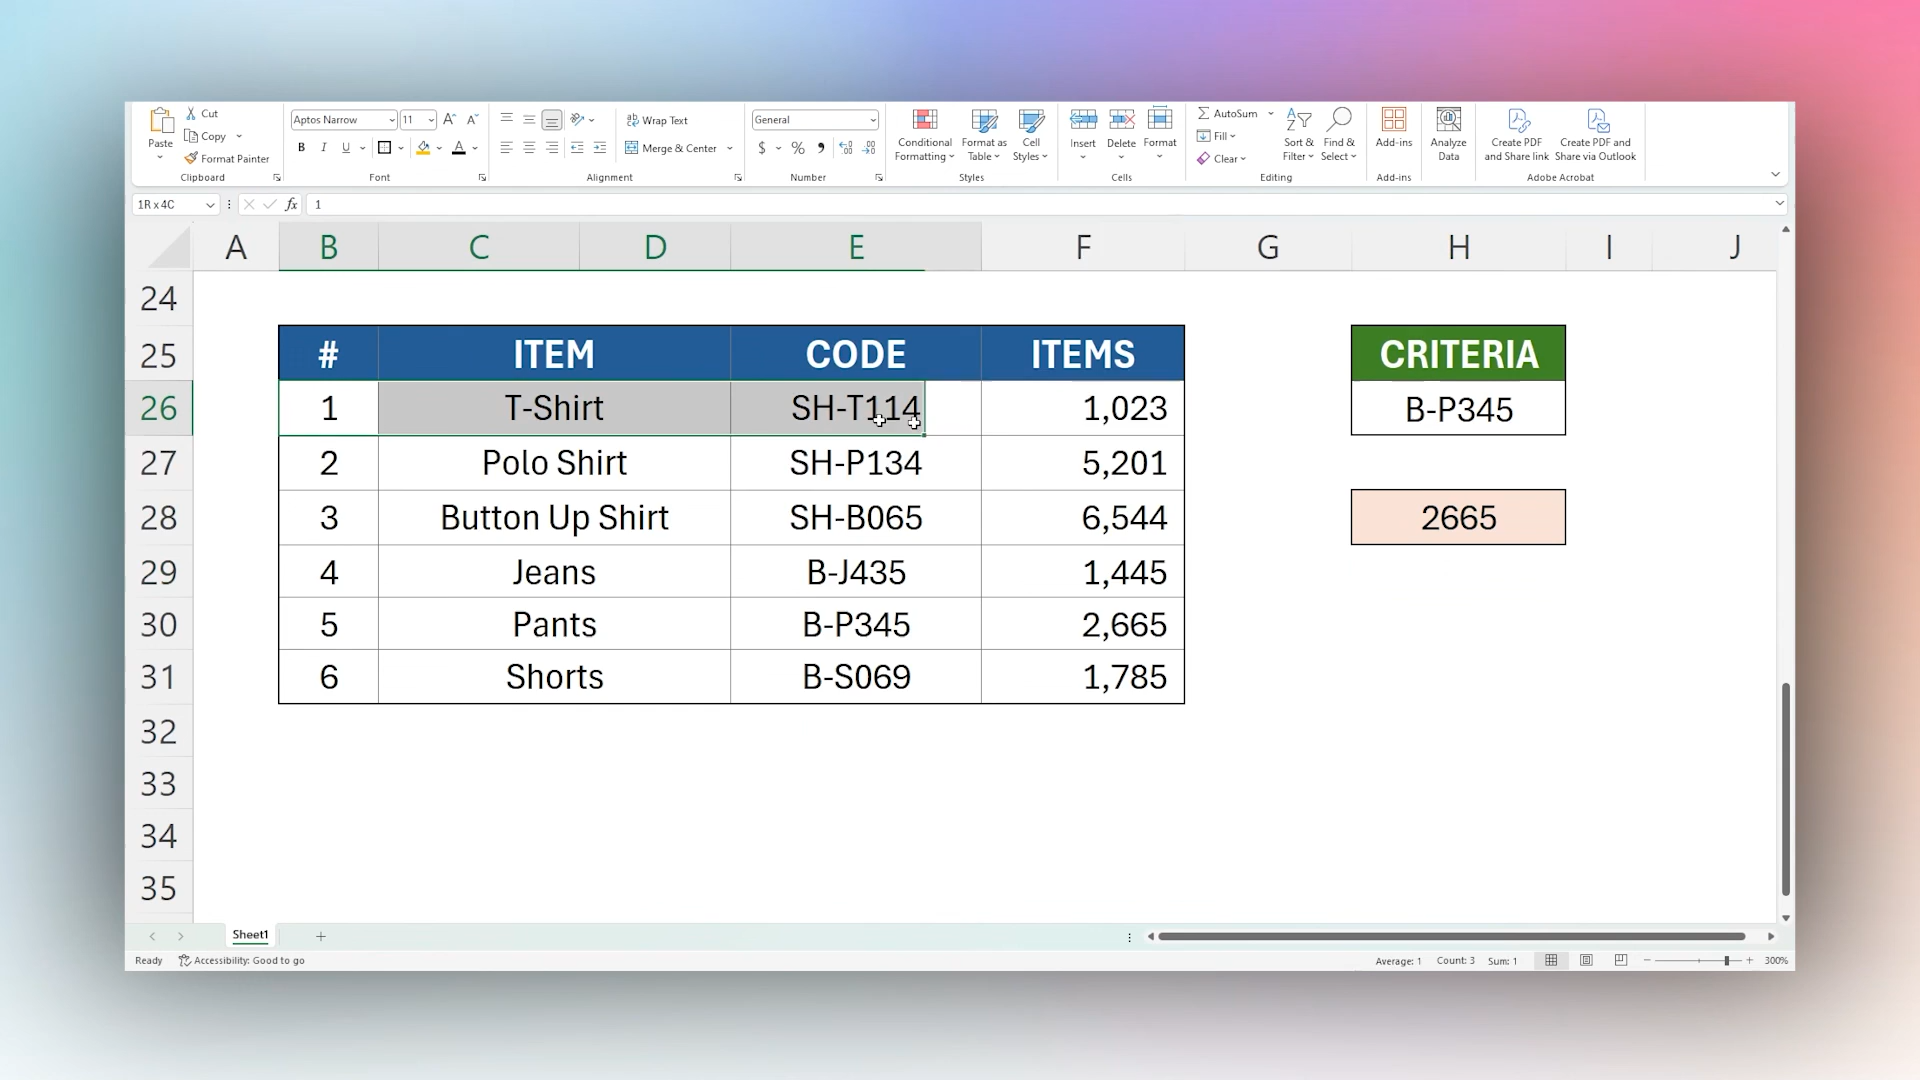 Cut
Copy
Format Painter
Paste
Clipboard
Aptos Narrow 11
B I U
Font
Wrap Text
Merge & Center
Alignment
General
$ % ,
Number
Conditional Formatting
Format as Table
Cell Styles
Styles
Insert
Delete
Format
Cells
AutoSum
Fill
Clear
Sort & Filter
Find & Select
Editing
Add-ins
Add-ins
Analyze Data
Create PDF and Share link
Create PDF and Share via Outlook
Adobe Acrobat
1R x 4C fx 1
A B C D E F G H I J
24
25 # ITEM CODE ITEMS CRITERIA
26 1 T-Shirt SH-T114 1,023 B-P345
27 2 Polo Shirt SH-P134 5,201
28 3 Button Up Shirt SH-B065 6,544 2665
29 4 Jeans B-J435 1,445
30 5 Pants B-P345 2,665
31 6 Shorts B-S069 1,785
32
33
34
35
Sheet1
Ready Accessibility: Good to go Average: 1 Count: 3 Sum: 1 300%